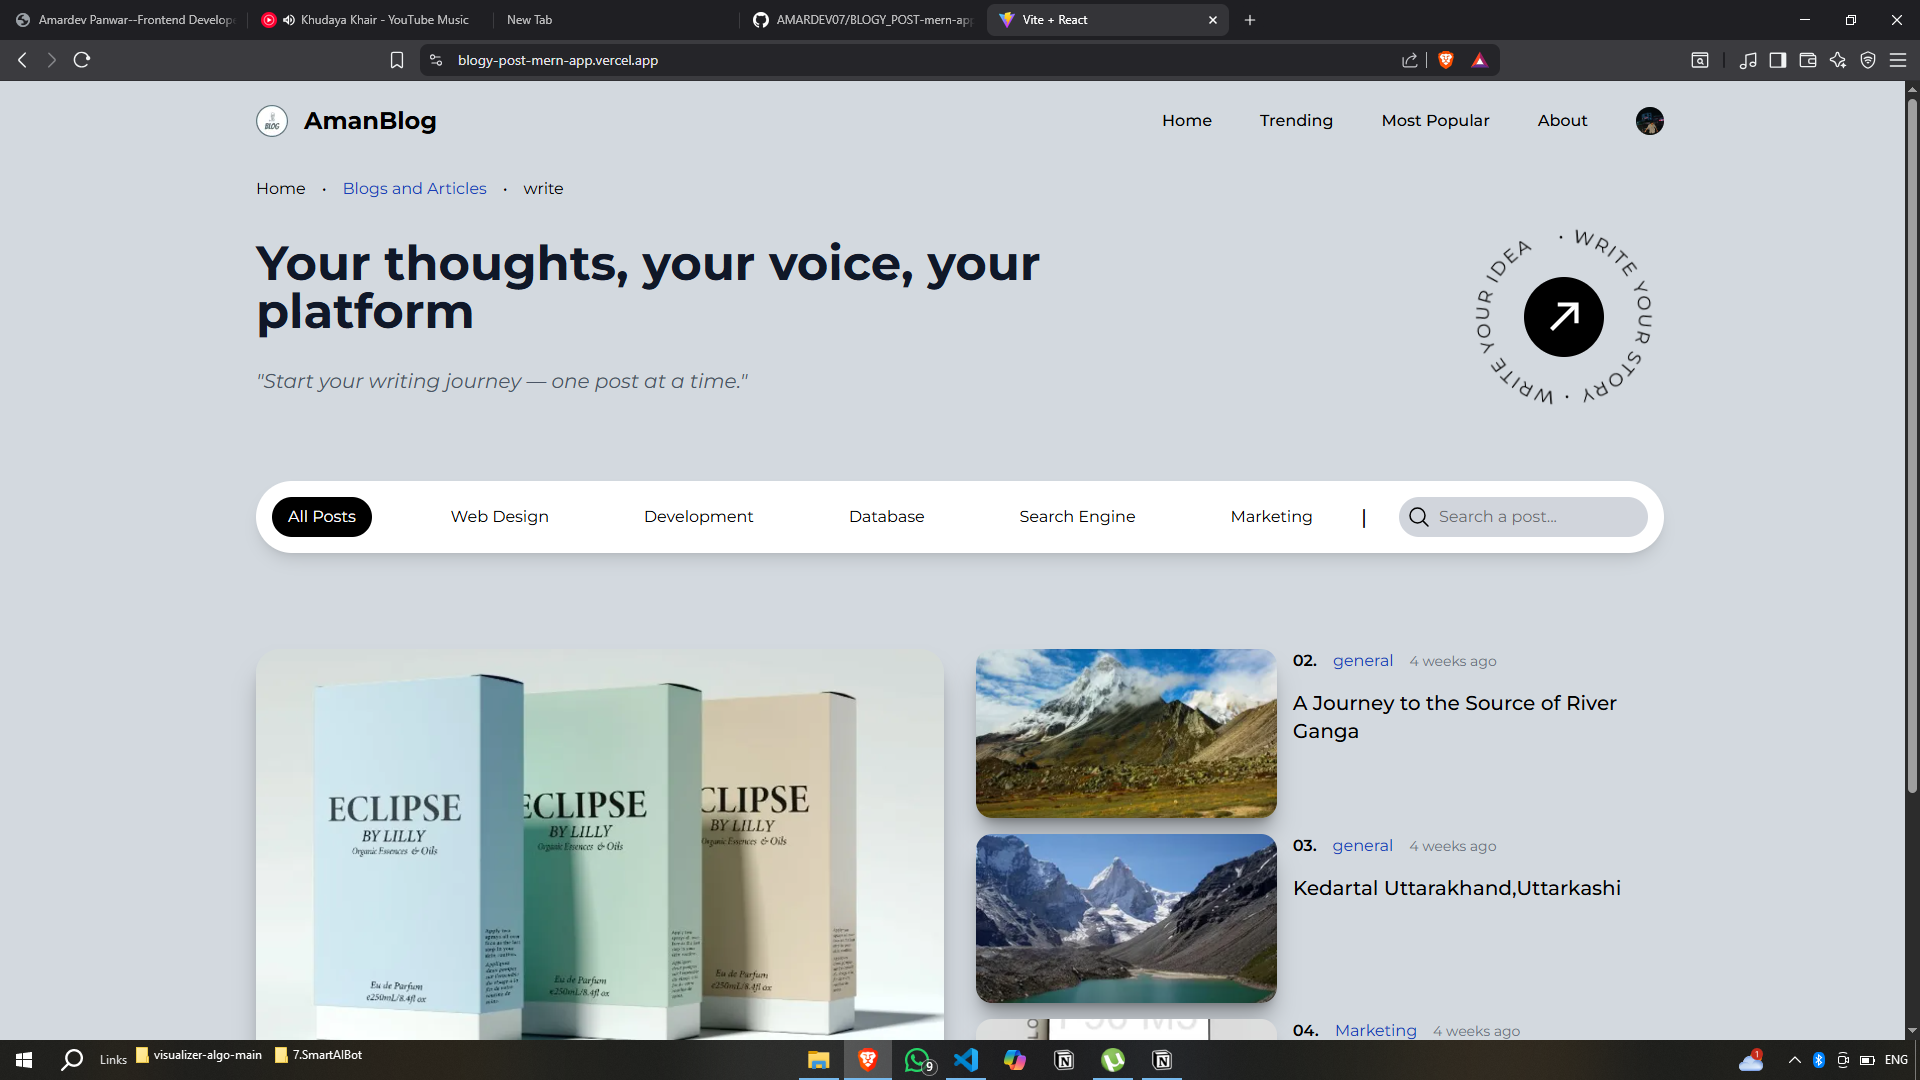 Amardev Panwar--Frontend Develop
Khudaya Khair - YouTube Music
New Tab
AMARDEV07/BLOGY_POST-mern-app
Vite + React
blogy-post-mern-app.vercel.app
BLOG
AmanBlog
Home
Trending
Most Popular
About
Home • Blogs and Articles • write
Your thoughts, your voice, your
platform
"Start your writing journey — one post at a time."
• WRITE YOUR STORY • WRITE YOUR IDEA
All Posts
Web Design
Development
Database
Search Engine
Marketing
|
Search a post...
ECLIPSE
BY LILLY
Organic Essences & Oils
Eu de Parfum
e250mL/8.4fl ox
ECLIPSE
BY LILLY
Organic Essences & Oils
Eu de Parfum
e250mL/8.4fl ox
CLIPSE
BY LILLY
Organic Essences & Oils
Eu de Parfum
e250mL/8.4fl ox
02. general 4 weeks ago
A Journey to the Source of River
Ganga
03. general 4 weeks ago
Kedartal Uttarakhand,Uttarkashi
04. Marketing 4 weeks ago
Links
visualizer-algo-main
7.SmartAIBot
9
1
ENG